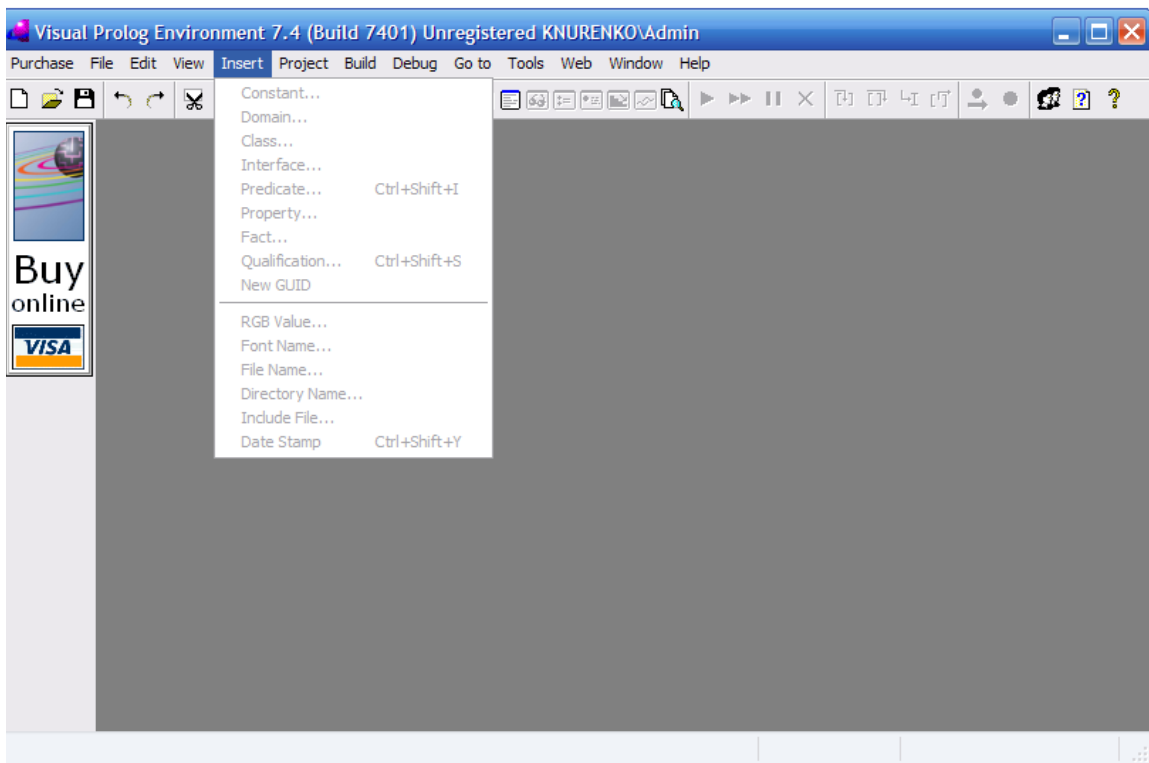 Visual Prolog Environment 7.4 (Build 7401) Unregistered KNURENKO\Admin
Purchase File Edit View Insert Project Build Debug Go to Tools Web Window Help
Constant...
Domain...
Class...
Interface...
Predicate... Ctrl+Shift+I
Property...
Fact...
Qualification... Ctrl+Shift+S
New GUID
RGB Value...
Font Name...
File Name...
Directory Name...
Include File...
Date Stamp Ctrl+Shift+Y
Buy
online
VISA